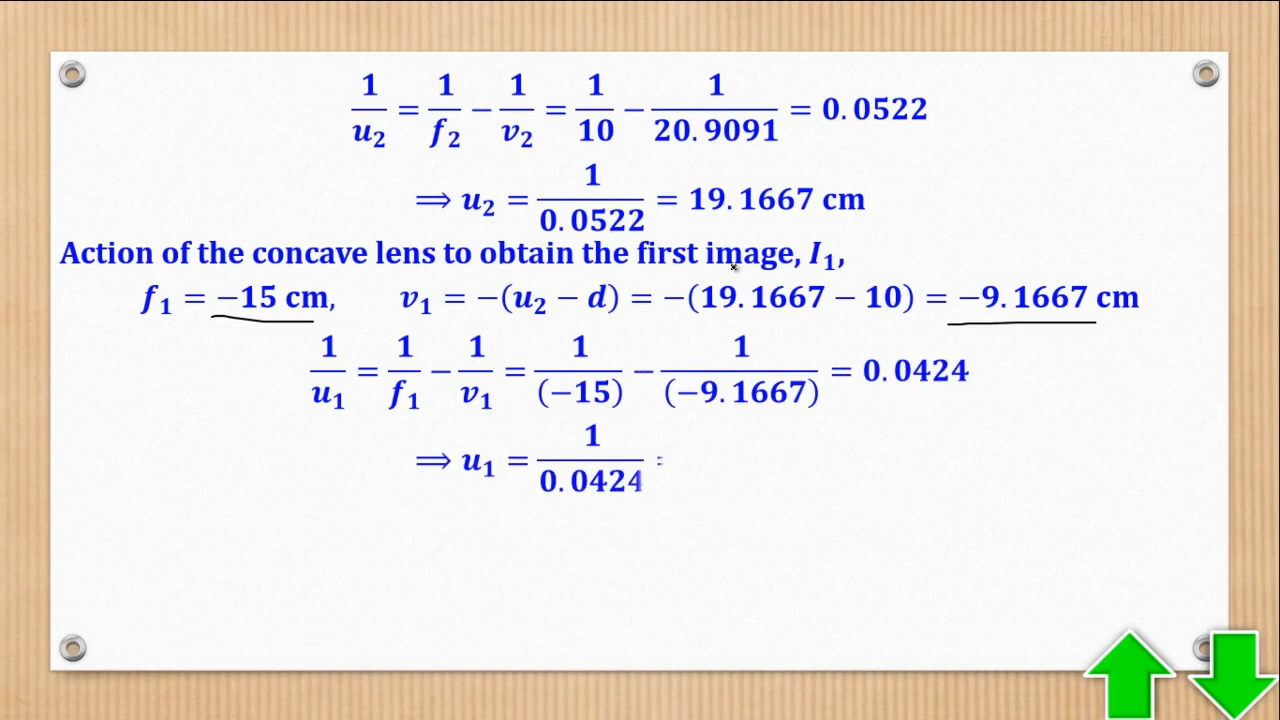 1/u₂ = 1/f₂ − 1/v₂ = 1/10 − 1/20.9091 = 0.0522
⟹ u₂ = 1/0.0522 = 19.1667 cm
Action of the concave lens to obtain the first image, I₁,
f₁ = −15 cm, v₁ = −(u₂ − d) = −(19.1667 − 10) = −9.1667 cm
1/u₁ = 1/f₁ − 1/v₁ = 1/(−15) − 1/(−9.1667) = 0.0424
⟹ u₁ = 1/0.0424 =